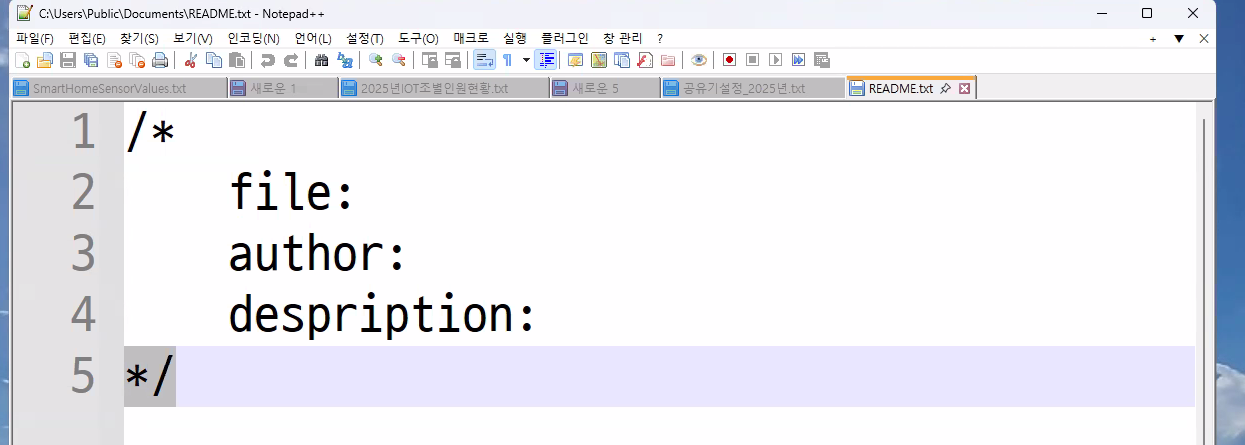 C:\Users\Public\Documents\README.txt - Notepad++
파일(F) 편집(E) 찾기(S) 보기(V) 인코딩(N) 언어(L) 설정(T) 도구(O) 매크로 실행 플러그인 창 관리 ?
SmartHomeSensorValues.txt 새로운 1 2025년IOT조별인원현황.txt 새로운 5 공유기설정_2025년.txt README.txt
1 /*
2 file:
3 author:
4 despription:
5 */